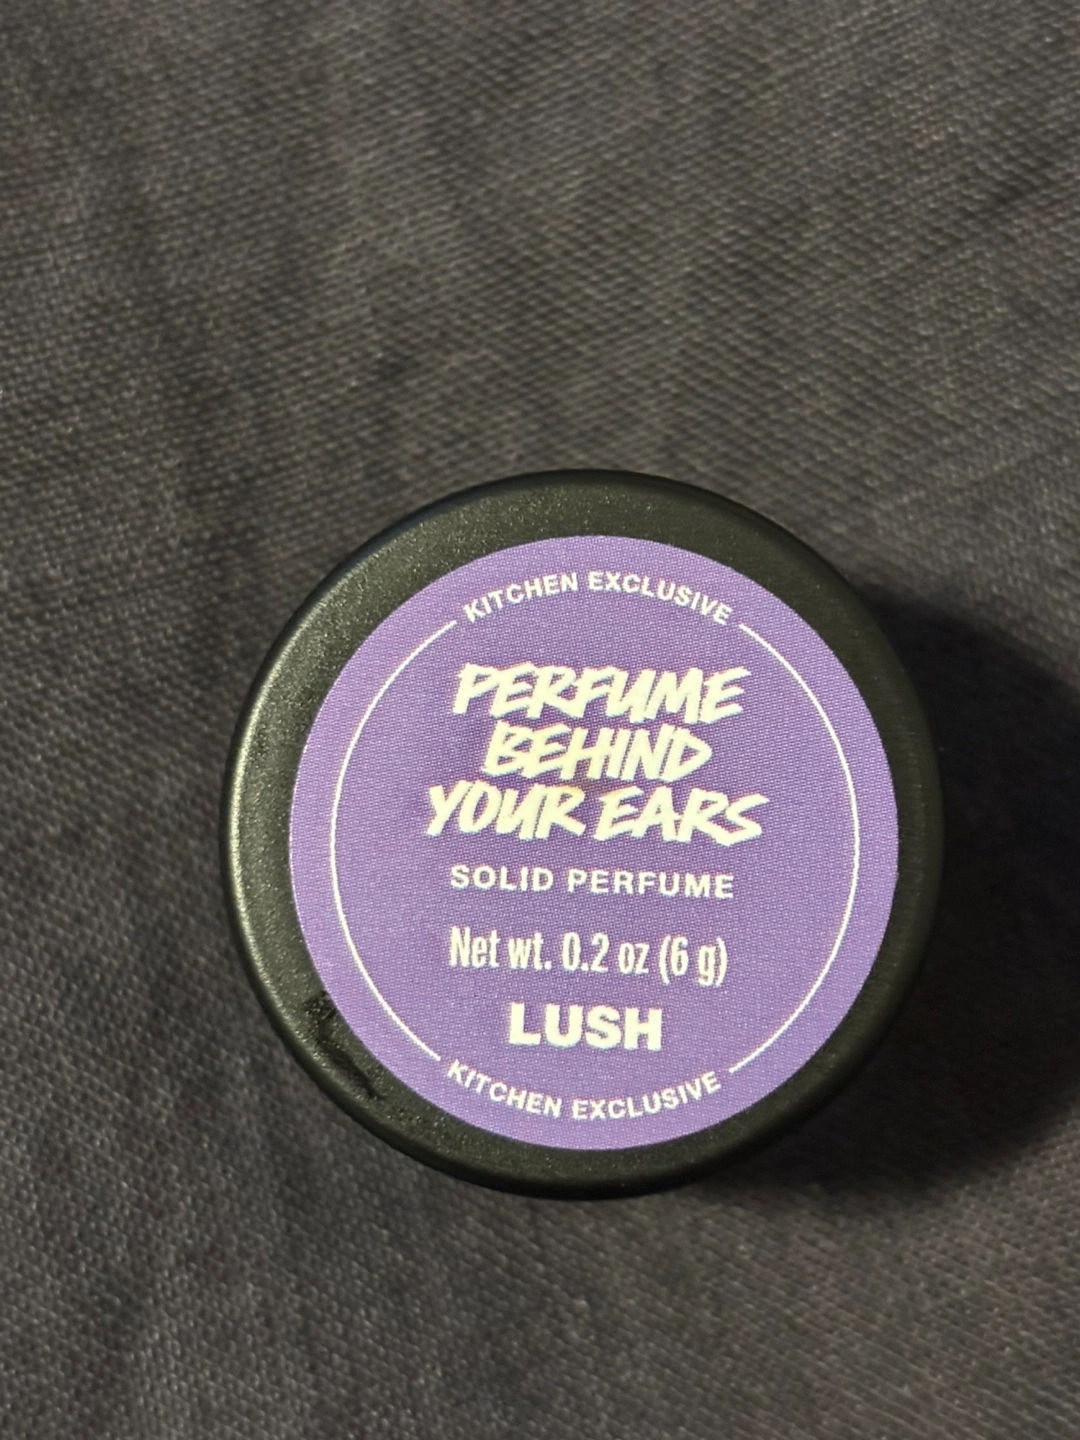 KITCHEN EXCLUSIVE
PERFUME
BEHIND
YOUR EARS
SOLID PERFUME
Net wt. 0.2 oz (6 g)
LUSH
KITCHEN EXCLUSIVE